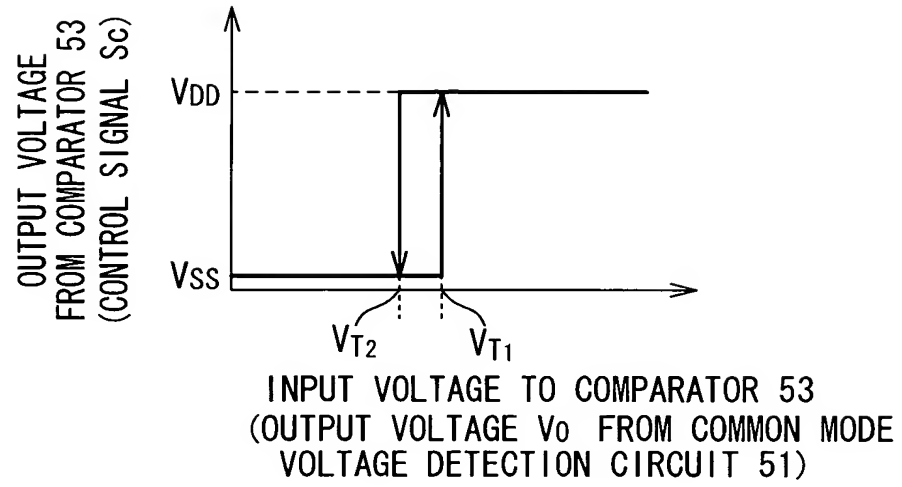 OUTPUT VOLTAGE
FROM COMPARATOR 53
(CONTROL SIGNAL Sc)
VDD
VSS
VT2
VT1
INPUT VOLTAGE TO COMPARATOR 53
(OUTPUT VOLTAGE Vo FROM COMMON MODE
VOLTAGE DETECTION CIRCUIT 51)